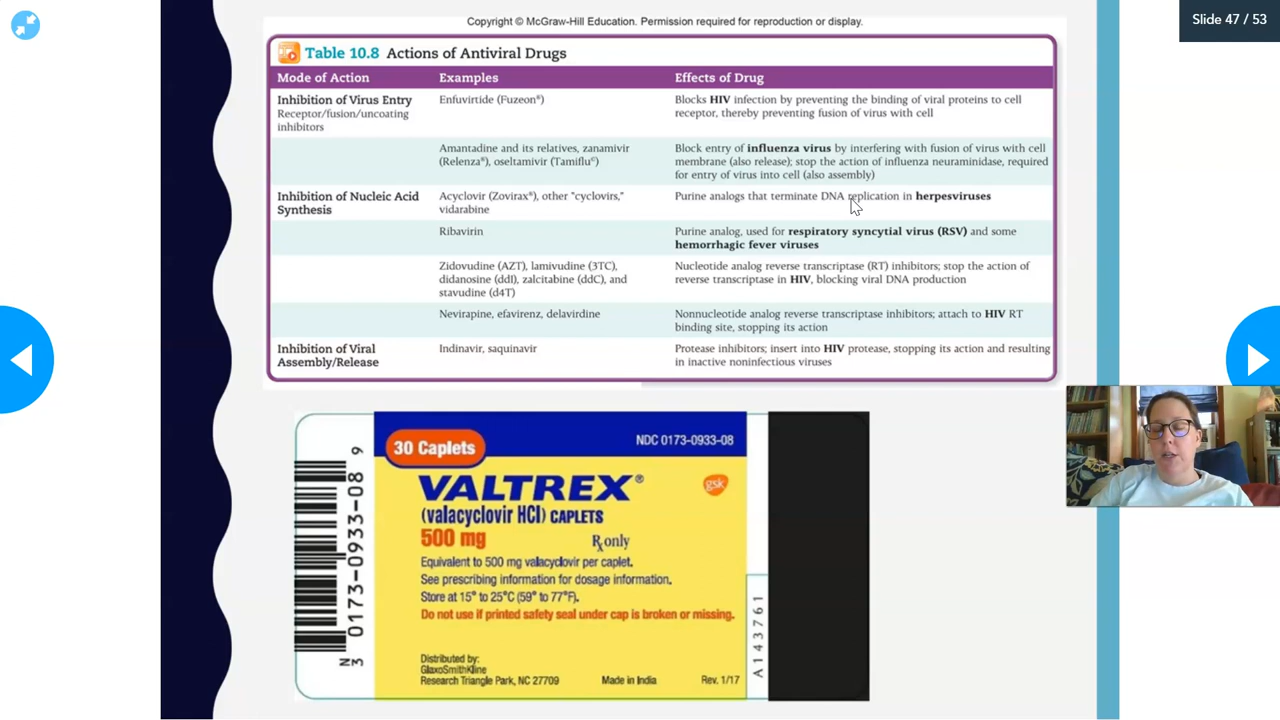 Copyright © McGraw-Hill Education. Permission required for reproduction or display.
Slide 47 / 53
Table 10.8 Actions of Antiviral Drugs
Mode of Action Examples Effects of Drug
Inhibition of Virus Entry
Receptor/fusion/uncoating
inhibitors
Enfuvirtide (Fuzeon®)
Blocks HIV infection by preventing the binding of viral proteins to cell
receptor, thereby preventing fusion of virus with cell
Amantadine and its relatives, zanamivir
(Relenza®), oseltamivir (Tamiflu©)
Block entry of influenza virus by interfering with fusion of virus with cell
membrane (also release); stop the action of influenza neuraminidase, required
for entry of virus into cell (also assembly)
Inhibition of Nucleic Acid
Synthesis
Acyclovir (Zovirax®), other "cyclovirs,"
vidarabine
Purine analogs that terminate DNA replication in herpesviruses
Ribavirin
Purine analog, used for respiratory syncytial virus (RSV) and some
hemorrhagic fever viruses
Zidovudine (AZT), lamivudine (3TC),
didanosine (ddI), zalcitabine (ddC), and
stavudine (d4T)
Nucleotide analog reverse transcriptase (RT) inhibitors; stop the action of
reverse transcriptase in HIV, blocking viral DNA production
Nevirapine, efavirenz, delavirdine
Nonnucleotide analog reverse transcriptase inhibitors; attach to HIV RT
binding site, stopping its action
Inhibition of Viral
Assembly/Release
Indinavir, saquinavir
Protease inhibitors; insert into HIV protease, stopping its action and resulting
in inactive noninfectious viruses
N
3 0173-0933-08 9
30 Caplets
NDC 0173-0933-08
VALTREX®
gsk
(valacyclovir HCl) CAPLETS
500 mg
Rx only
Equivalent to 500 mg valacyclovir per caplet.
See prescribing information for dosage information.
Store at 15° to 25°C (59° to 77°F).
Do not use if printed safety seal under cap is broken or missing.
Distributed by:
GlaxoSmithKline
Research Triangle Park, NC 27709
Made in India
Rev. 1/17
A143761